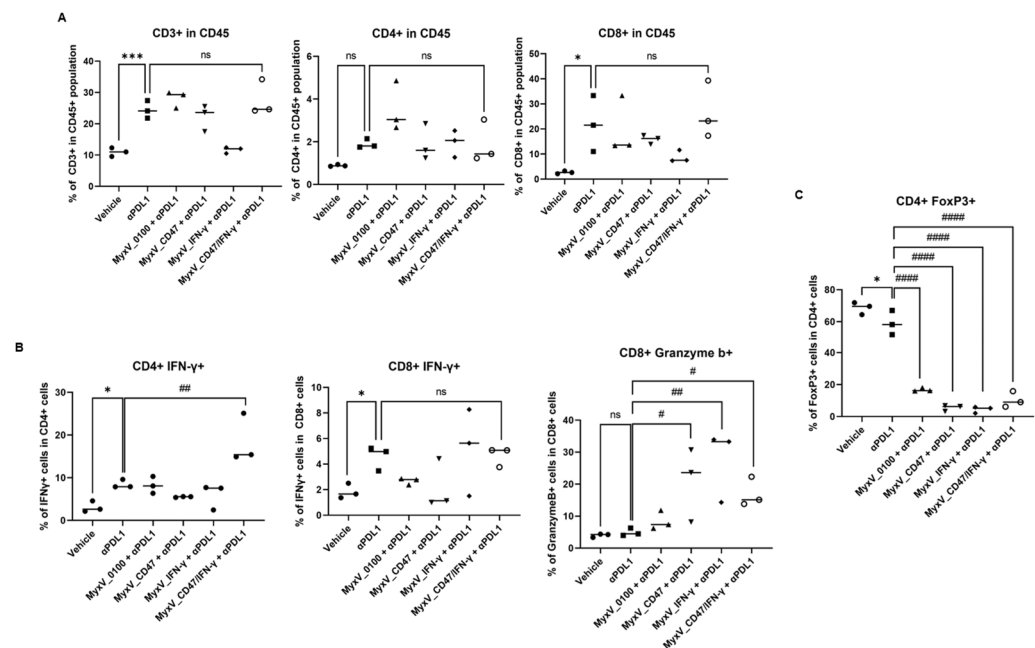 A
CD3+ in CD45
% of CD3+ in CD45+ population
40
30
20
10
0
***
ns
Vehicle
αPDL1
MyxV_0100 + αPDL1
MyxV_CD47 + αPDL1
MyxV_IFN-γ + αPDL1
MyxV_CD47/IFN-γ + αPDL1
CD4+ in CD45
% of CD4+ in CD45+ population
6
4
2
0
ns
ns
Vehicle
αPDL1
MyxV_0100 + αPDL1
MyxV_CD47 + αPDL1
MyxV_IFN-γ + αPDL1
MyxV_CD47/IFN-γ + αPDL1
CD8+ in CD45
% of CD8+ in CD45+ population
50
40
30
20
10
0
*
ns
Vehicle
αPDL1
MyxV_0100 + αPDL1
MyxV_CD47 + αPDL1
MyxV_IFN-γ + αPDL1
MyxV_CD47/IFN-γ + αPDL1
B
CD4+ IFN-γ+
% of IFNγ+ cells in CD4+ cells
30
20
10
0
*
##
Vehicle
αPDL1
MyxV_0100 + αPDL1
MyxV_CD47 + αPDL1
MyxV_IFN-γ + αPDL1
MyxV_CD47/IFN-γ + αPDL1
CD8+ IFN-γ+
% of IFNγ+ cells in CD8+ cells
10
8
6
4
2
0
*
ns
Vehicle
αPDL1
MyxV_0100 + αPDL1
MyxV_CD47 + αPDL1
MyxV_IFN-γ + αPDL1
MyxV_CD47/IFN-γ + αPDL1
CD8+ Granzyme b+
% of GranzymeB+ cells in CD8+ cells
40
30
20
10
0
ns
#
##
#
Vehicle
αPDL1
MyxV_0100 + αPDL1
MyxV_CD47 + αPDL1
MyxV_IFN-γ + αPDL1
MyxV_CD47/IFN-γ + αPDL1
C
CD4+ FoxP3+
% of FoxP3+ cells in CD4+ cells
80
60
40
20
0
*
####
####
####
####
Vehicle
αPDL1
MyxV_0100 + αPDL1
MyxV_CD47 + αPDL1
MyxV_IFN-γ + αPDL1
MyxV_CD47/IFN-γ + αPDL1